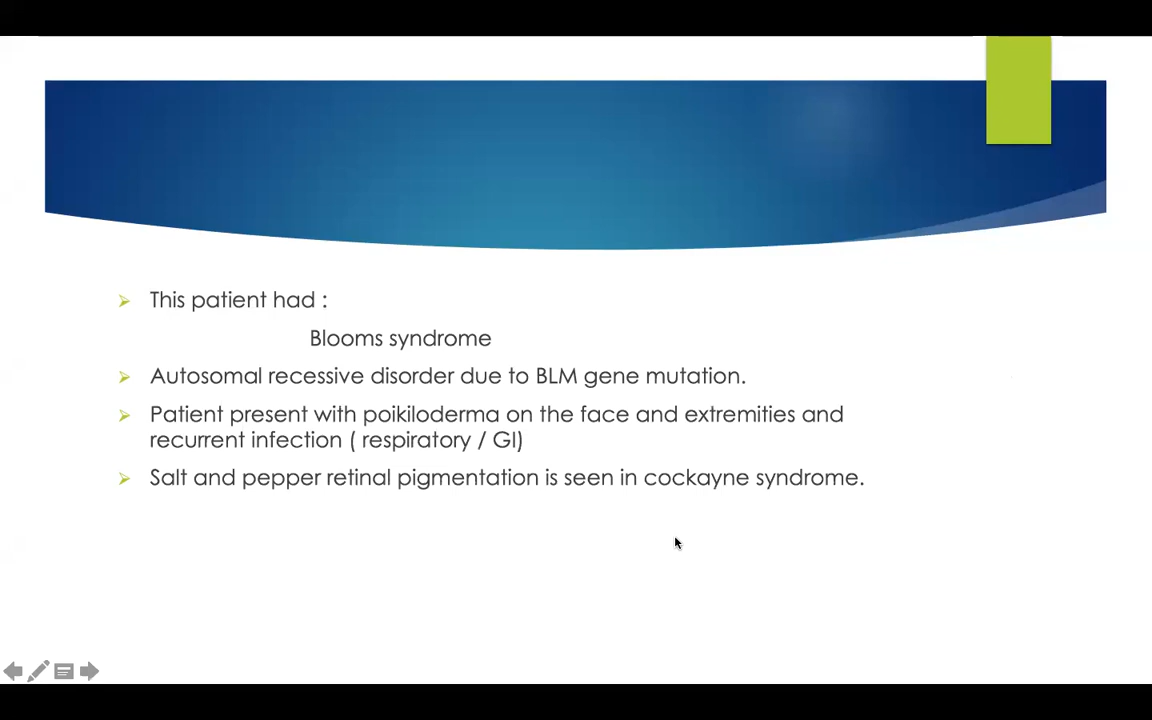 This patient had :
Blooms syndrome
Autosomal recessive disorder due to BLM gene mutation.
Patient present with poikiloderma on the face and extremities and
recurrent infection ( respiratory / GI)
Salt and pepper retinal pigmentation is seen in cockayne syndrome.